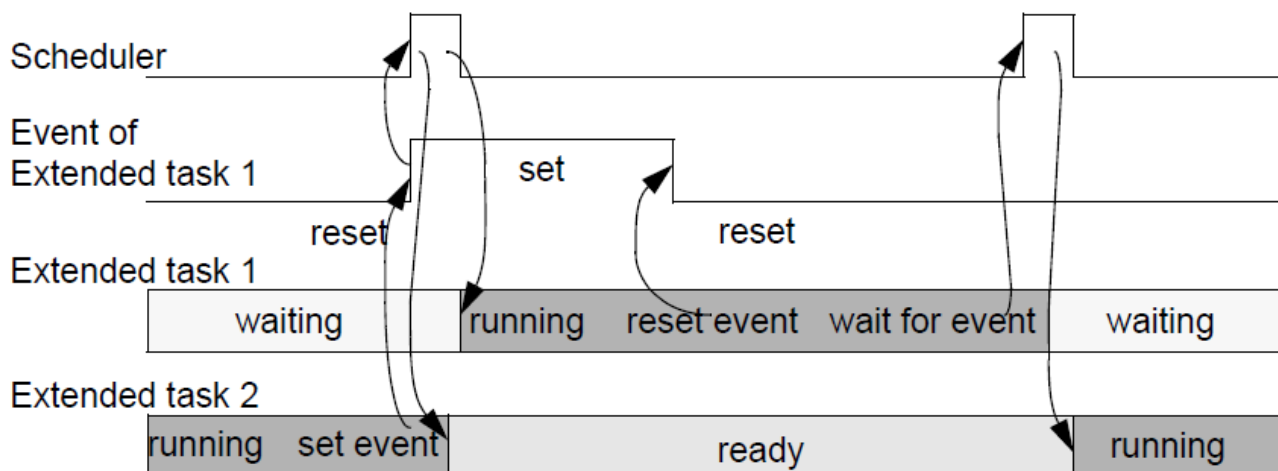 Scheduler
Event of
Extended task 1
set
reset
reset
Extended task 1
waiting
running
reset event
wait for event
waiting
Extended task 2
running
set event
ready
running